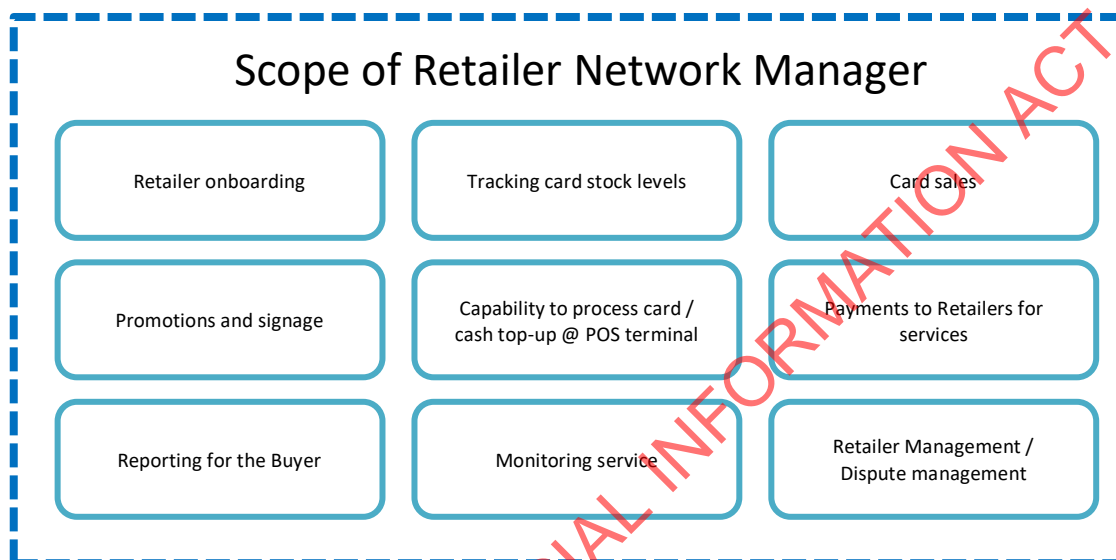 Scope of Retailer Network Manager
Retailer onboarding
Tracking card stock levels
Card sales
Promotions and signage
Capability to process card /
cash top-up @ POS terminal
Payments to Retailers for
services
Reporting for the Buyer
Monitoring service
Retailer Management /
Dispute management
INFORMATION ACT